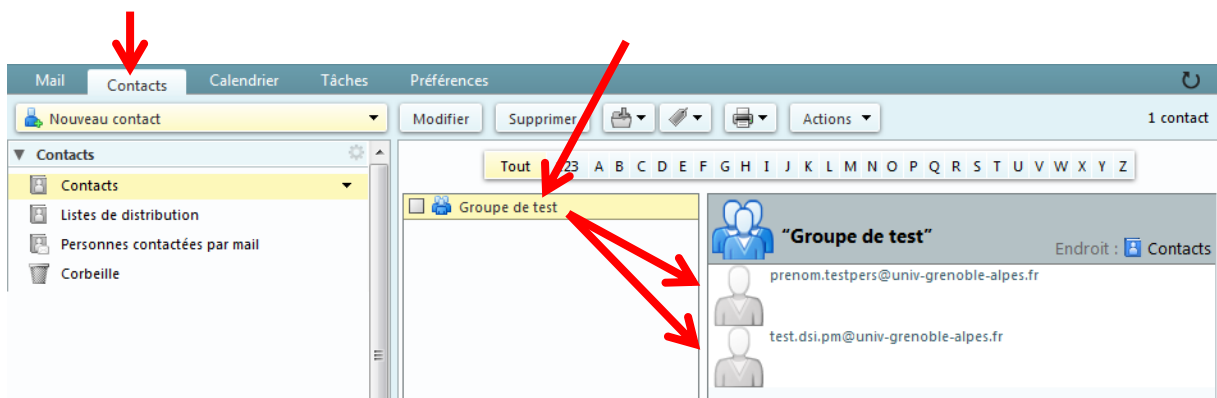 Mail Contacts Calendrier Tâches Préférences
Nouveau contact Modifier Supprimer Actions 1 contact
Contacts
Tout 123 A B C D E F G H I J K L M N O P Q R S T U V W X Y Z
Contacts
Listes de distribution
Personnes contactées par mail
Corbeille
Groupe de test
“Groupe de test”
Endroit : Contacts
prenom.testpers@univ-grenoble-alpes.fr
test.dsi.pm@univ-grenoble-alpes.fr